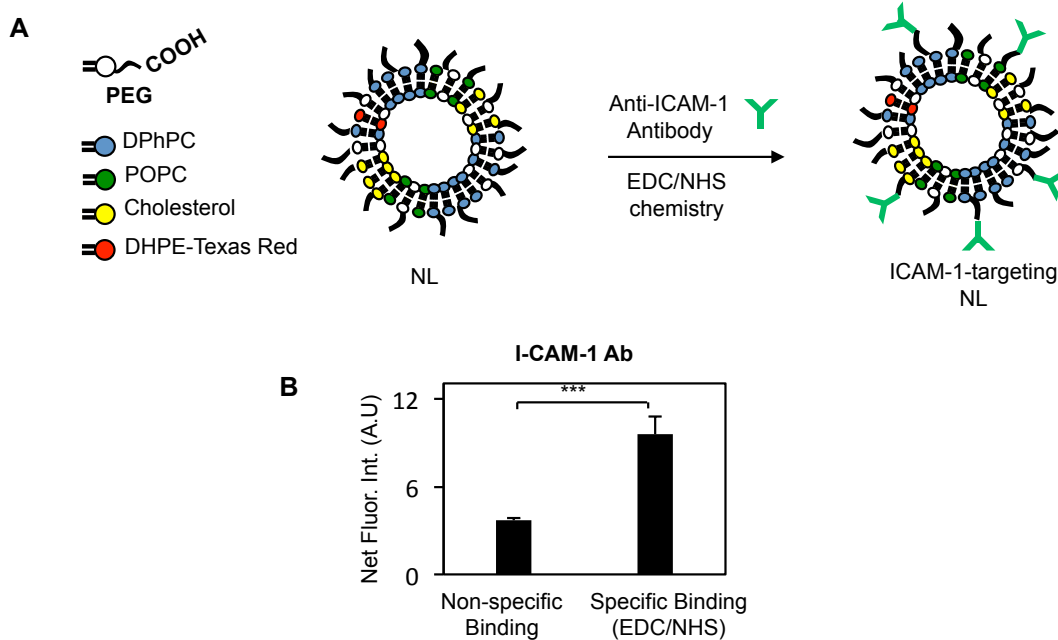 A
COOH
PEG
DPhPC
POPC
Cholesterol
DHPE-Texas Red
NL
Anti-ICAM-1
Antibody
EDC/NHS
chemistry
ICAM-1-targeting
NL
B
I-CAM-1 Ab
Net Fluor. Int. (A.U)
12
6
0
***
Non-specific
Binding
Specific Binding
(EDC/NHS)